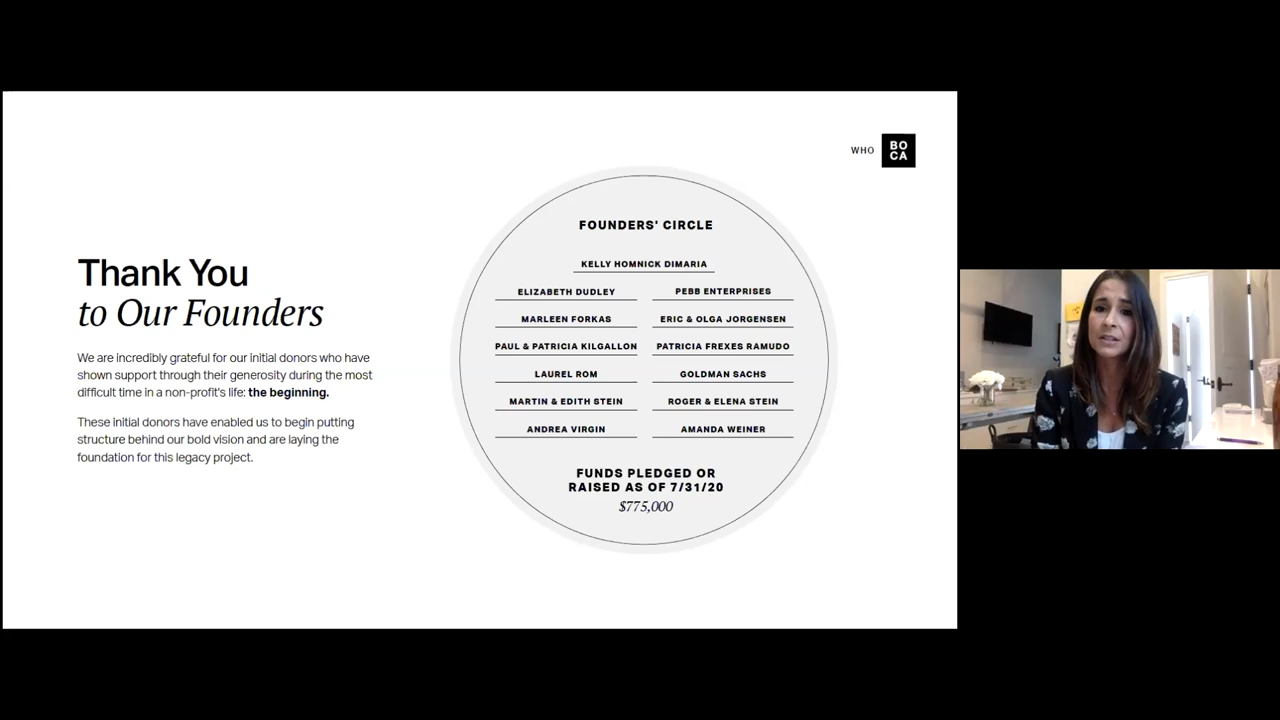 WHO
BO
CA
Thank You
to Our Founders
We are incredibly grateful for our initial donors who have
shown support through their generosity during the most
difficult time in a non-profit's life: the beginning.
These initial donors have enabled us to begin putting
structure behind our bold vision and are laying the
foundation for this legacy project.
FOUNDERS' CIRCLE
KELLY HOMNICK DIMARIA
ELIZABETH DUDLEY
PEBB ENTERPRISES
MARLEEN FORKAS
ERIC & OLGA JORGENSEN
PAUL & PATRICIA KILGALLON
PATRICIA FREXES RAMUDO
LAUREL ROM
GOLDMAN SACHS
MARTIN & EDITH STEIN
ROGER & ELENA STEIN
ANDREA VIRGIN
AMANDA WEINER
FUNDS PLEDGED OR
RAISED AS OF 7/31/20
$775,000